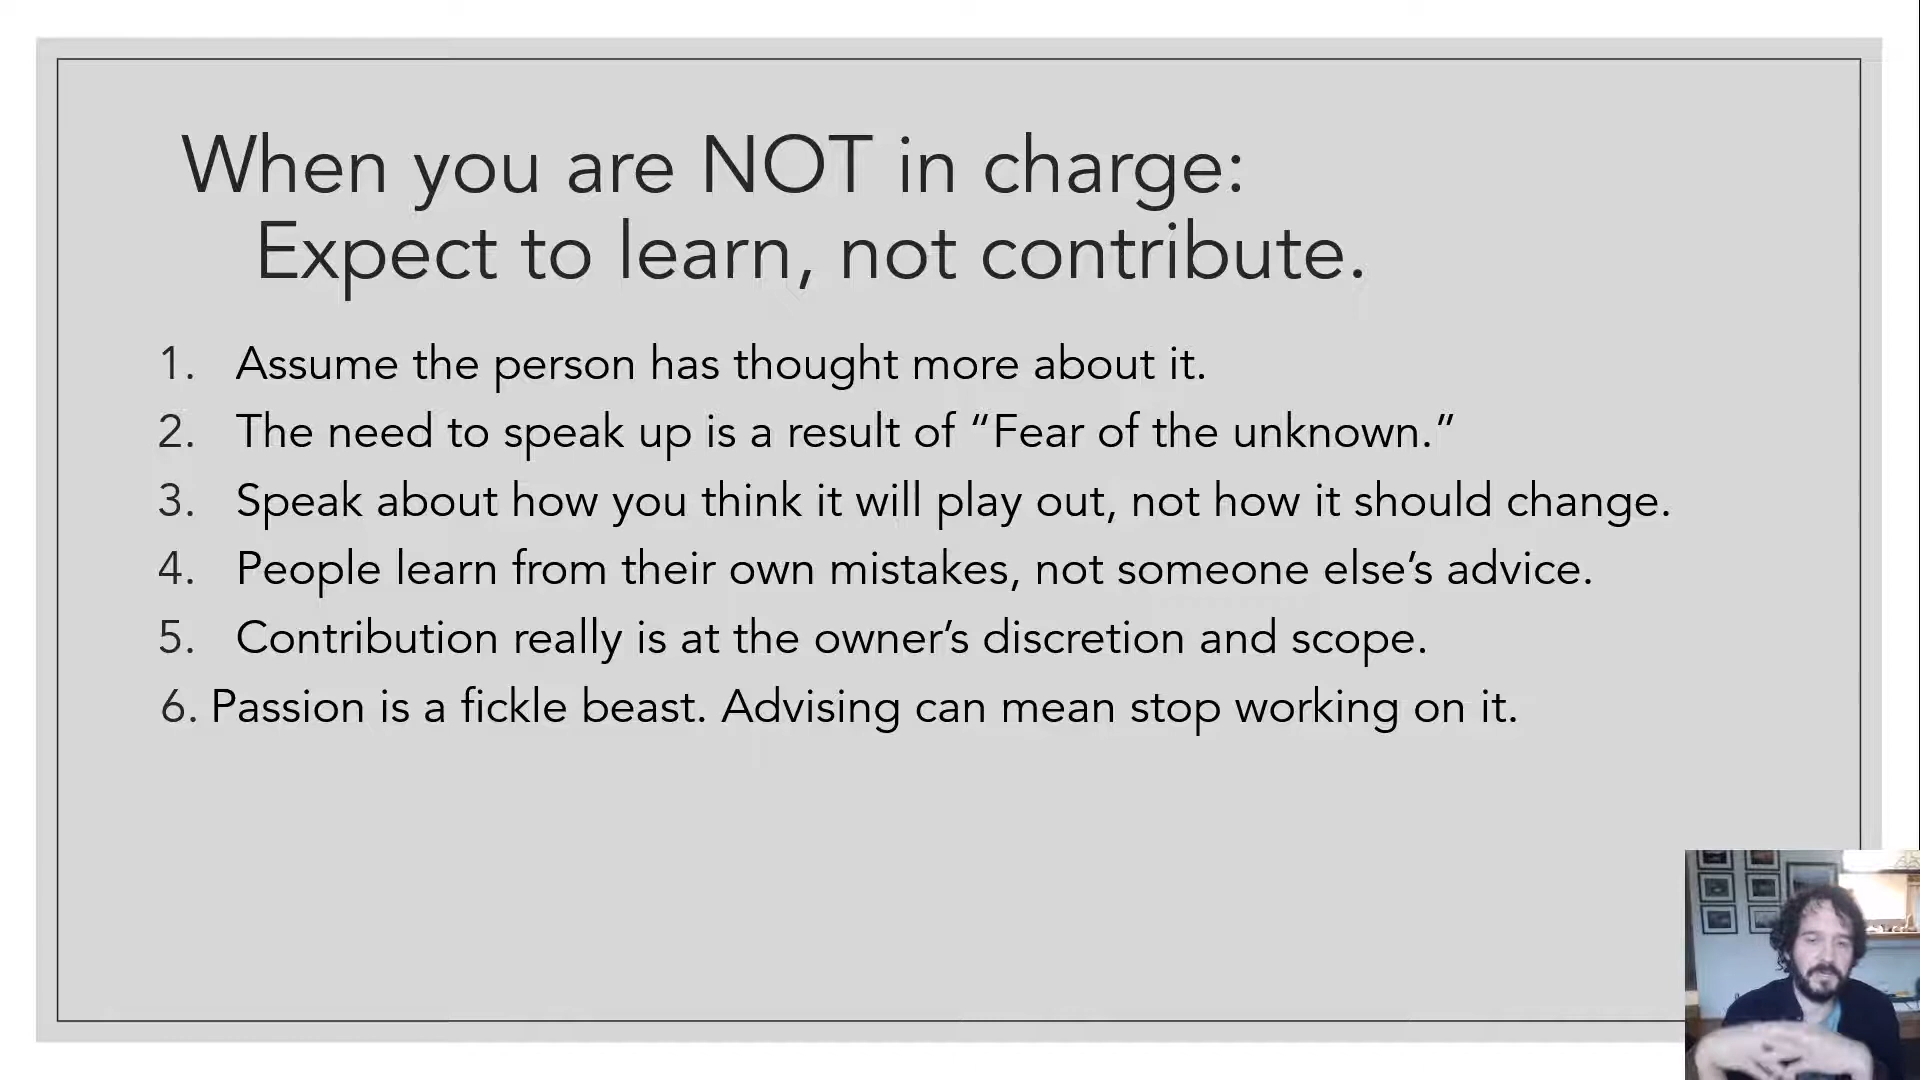 When you are NOT in charge:
Expect to learn, not contribute.
1. Assume the person has thought more about it.
2. The need to speak up is a result of “Fear of the unknown.”
3. Speak about how you think it will play out, not how it should change.
4. People learn from their own mistakes, not someone else’s advice.
5. Contribution really is at the owner’s discretion and scope.
6. Passion is a fickle beast. Advising can mean stop working on it.